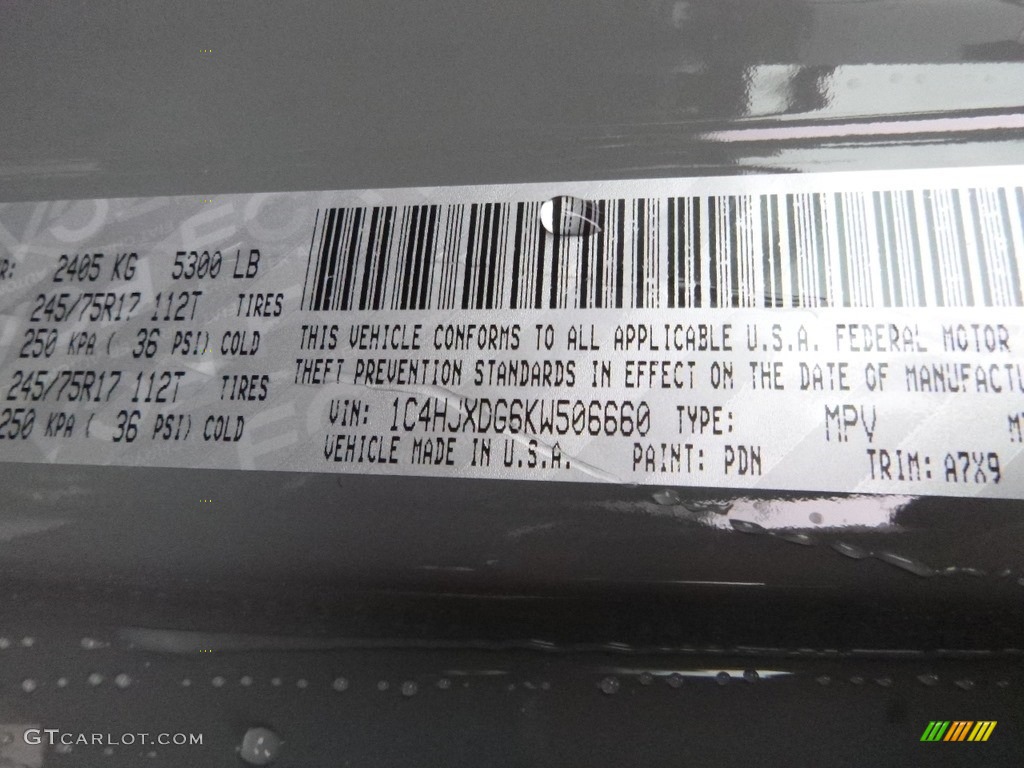 R: 2405 KG 5300 LB
245/75R17 112T TIRES
250 KPA ( 36 PSI) COLD
245/75R17 112T TIRES
250 KPA ( 36 PSI) COLD
THIS VEHICLE CONFORMS TO ALL APPLICABLE U.S.A. FEDERAL MOTOR
THEFT PREVENTION STANDARDS IN EFFECT ON THE DATE OF MANUFACTU
VIN: 1C4HJXDG6KW506660 TYPE: MPV M
VEHICLE MADE IN U.S.A. PAINT: PDN TRIM: A7X9
GTCARLOT.COM